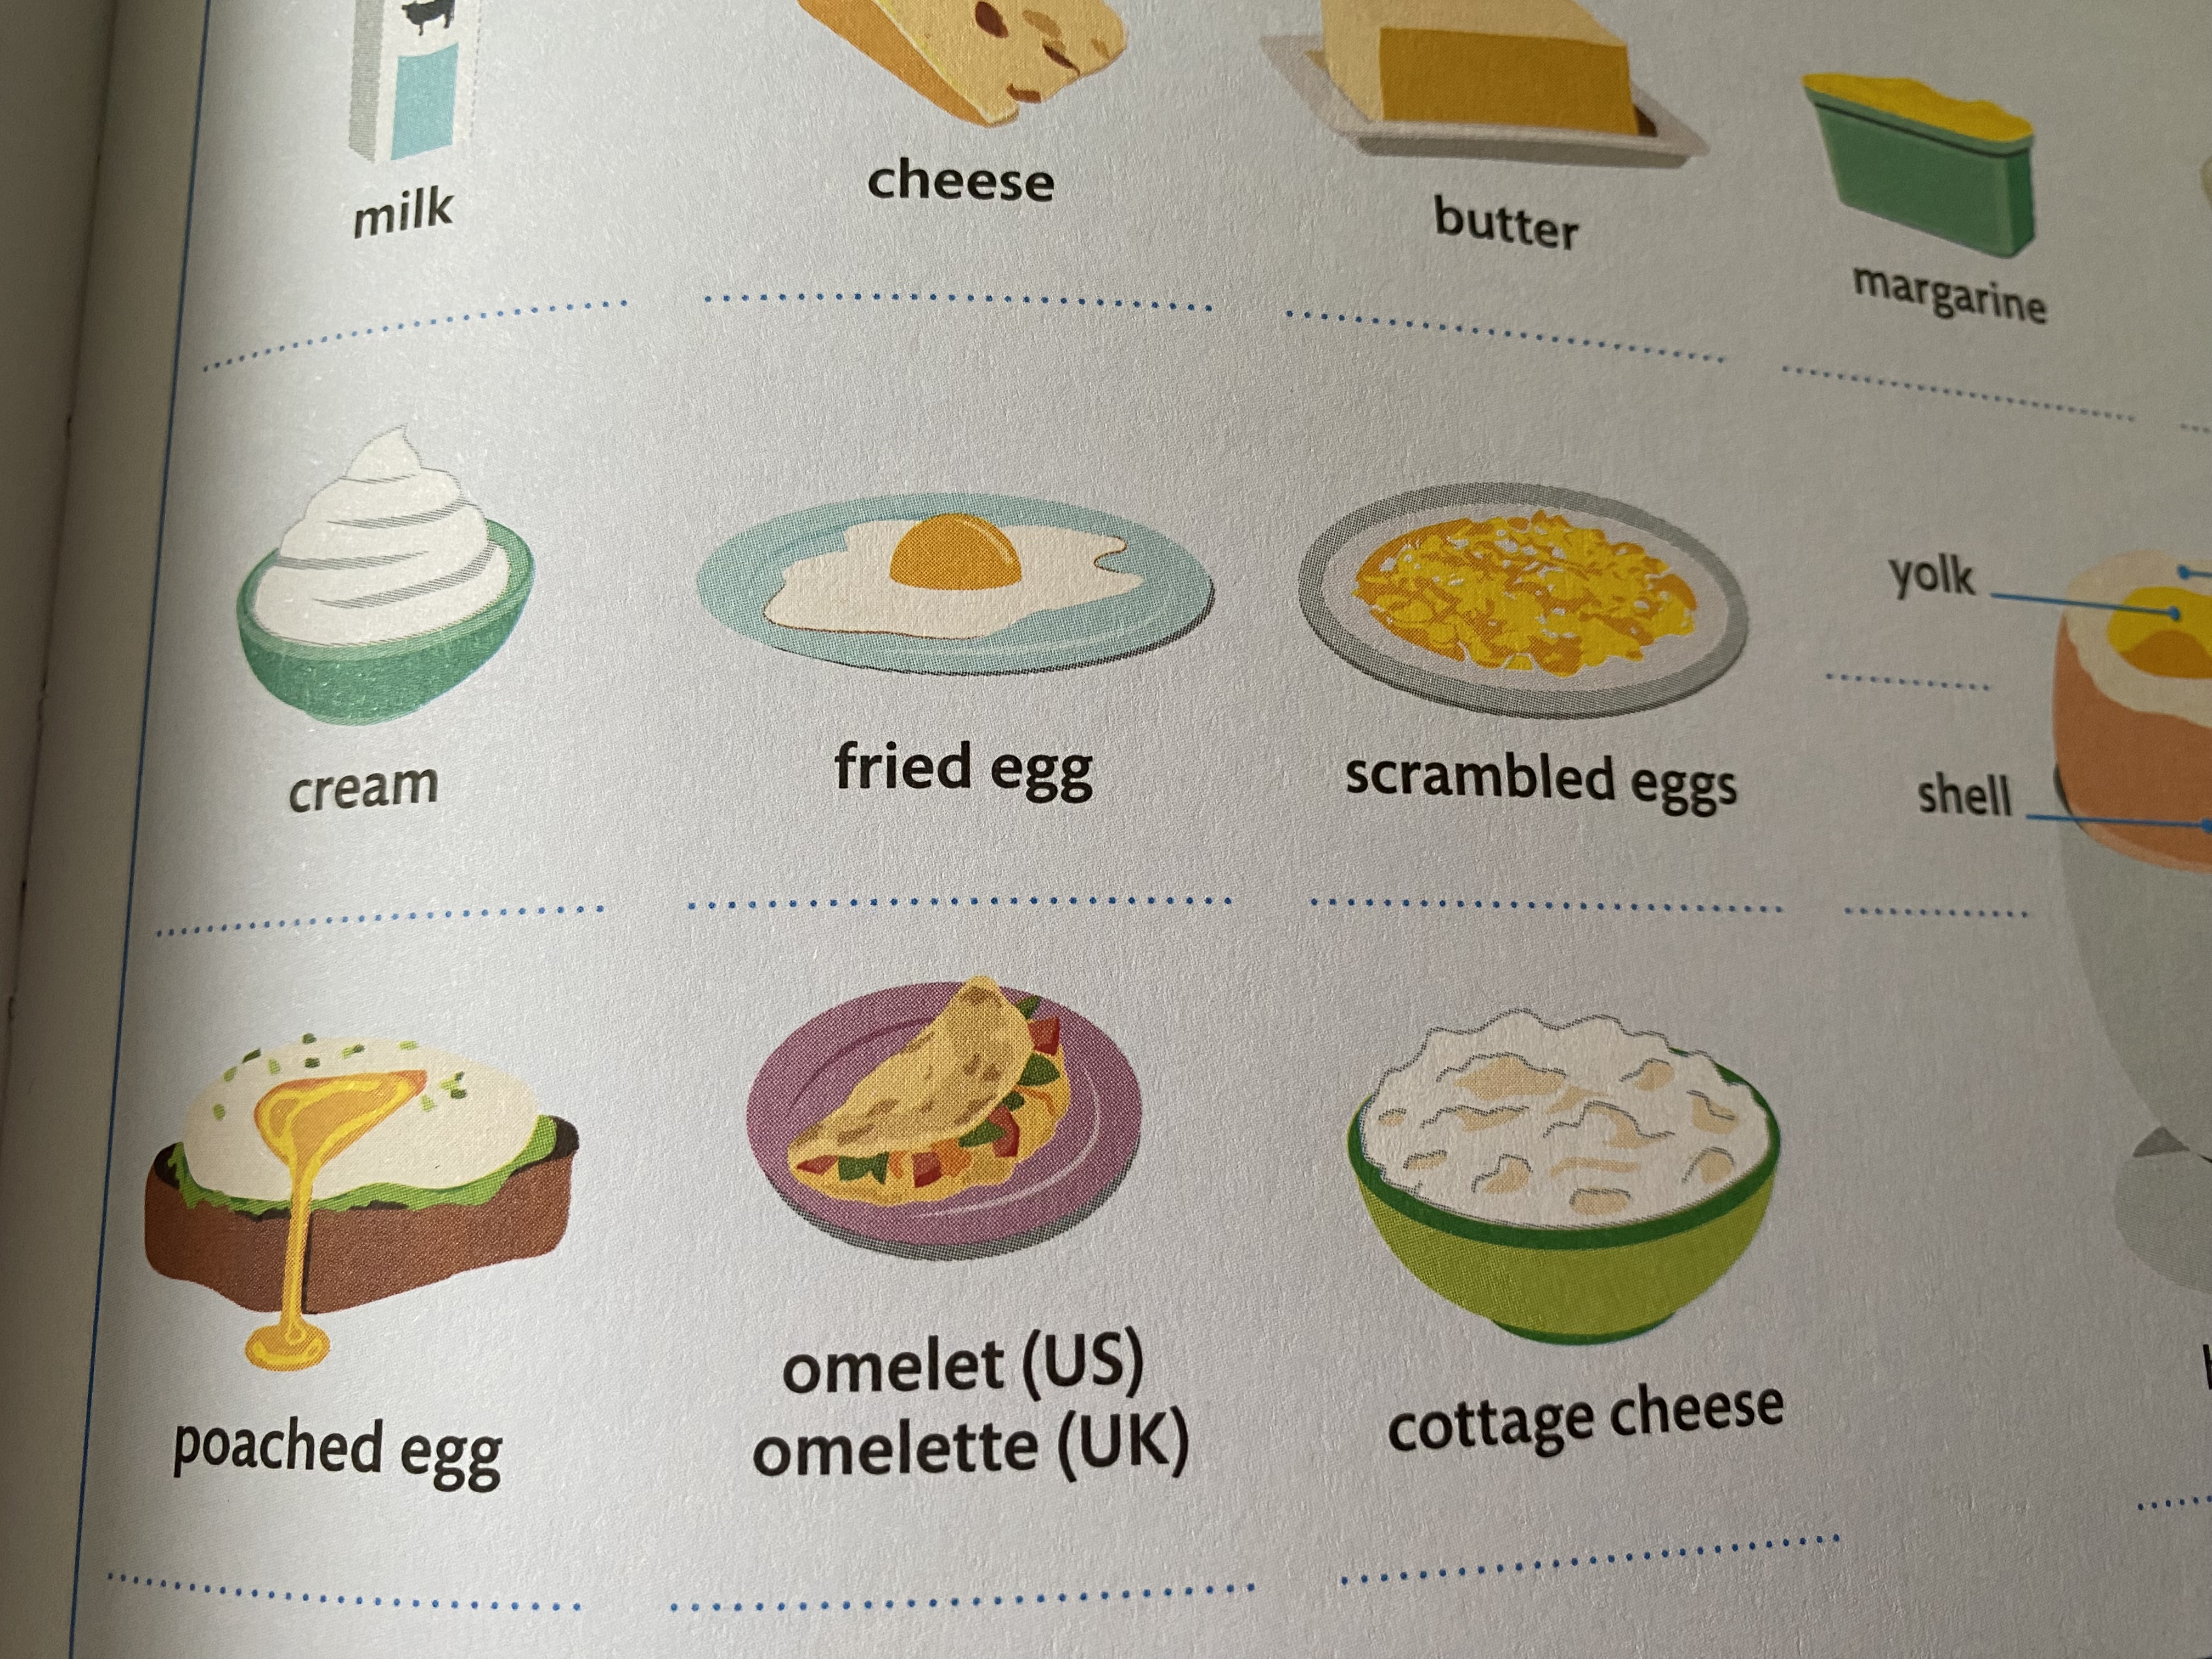 milk
cheese
butter
margarine
cream
fried egg
scrambled eggs
yolk
shell
poached egg
omelet (US)
omelette (UK)
cottage cheese